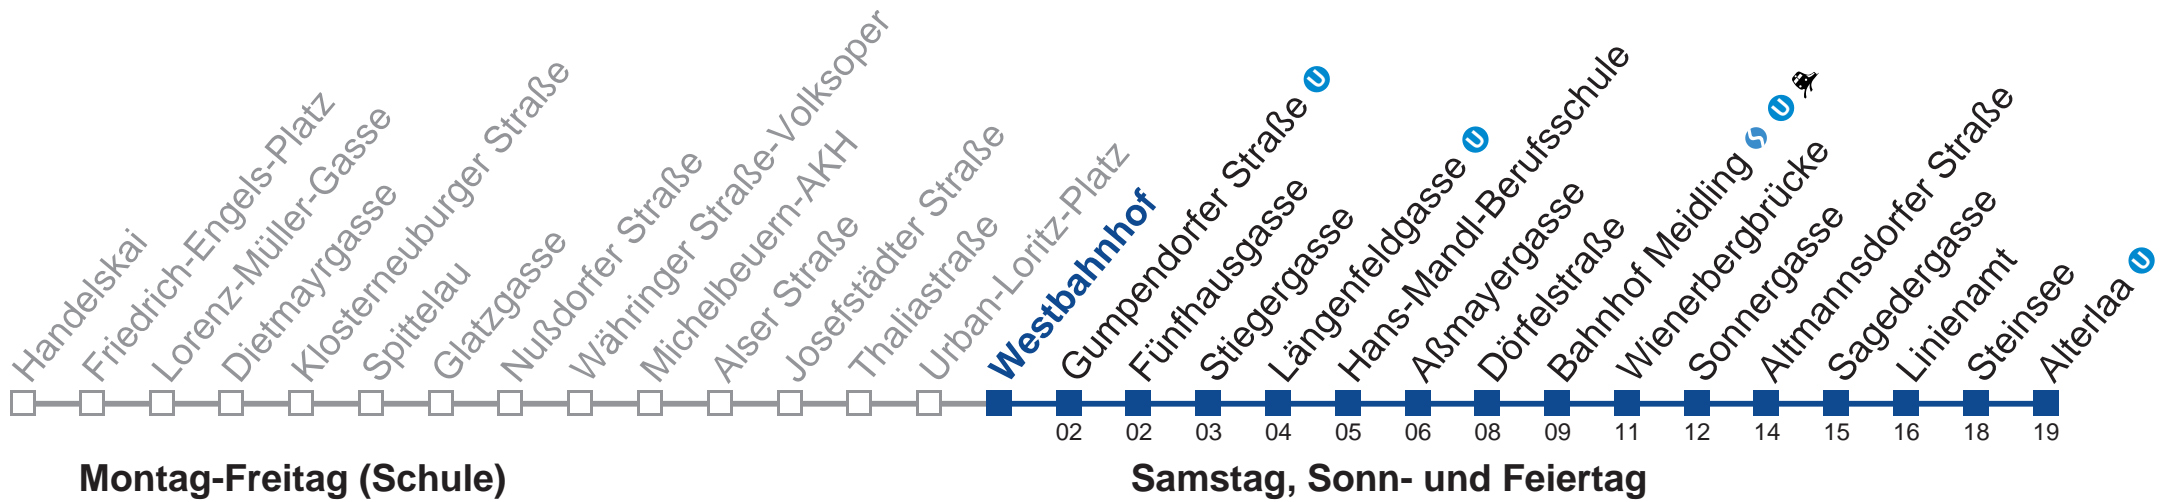 Handelskai
Friedrich-Engels-Platz
Lorenz-Müller-Gasse
Dietmayrgasse
Klosterneuburger Straße
Spittelau
Glatzgasse
Nußdorfer Straße
Währinger Straße-Volksoper
Michelbeuern-AKH
Alser Straße
Josefstädter Straße
Thaliastraße
Urban-Loritz-Platz
Westbahnhof
Gumpendorfer Straße U
Fünfhausgasse
Stiegergasse
Längenfeldgasse U
Hans-Mandl-Berufsschule
Aßmayergasse
Dörfelstraße
Bahnhof Meidling S U
Wienerbergbrücke
Sonnergasse
Altmannsdorfer Straße
Sagedergasse
Linienamt
Steinsee
Alterlaa U
02 02 03 04 05 06 08 09 11 12 14 15 16 18 19
Montag-Freitag (Schule)
Samstag, Sonn- und Feiertag